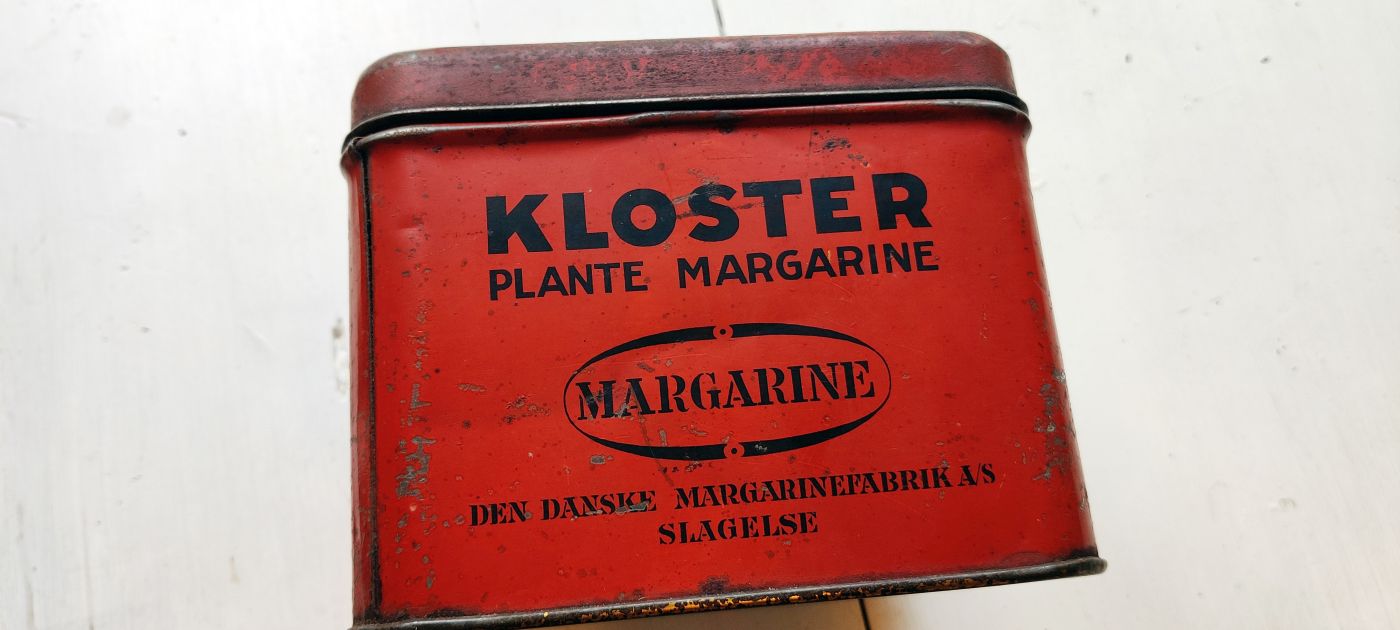 KLOSTER
PLANTE MARGARINE
MARGARINE
DEN DANSKE MARGARINEFABRIK A/S
SLAGELSE